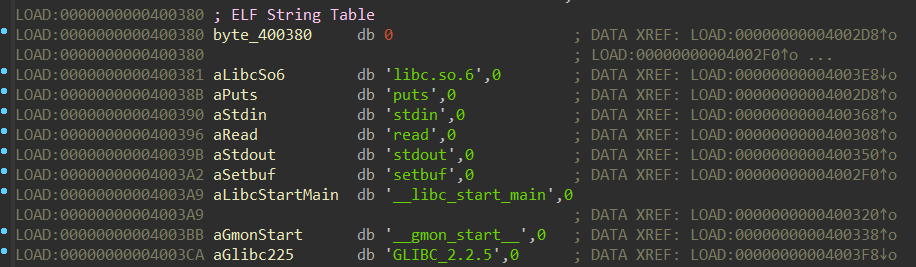 LOAD:0000000000400380 ; ELF String Table
LOAD:0000000000400380 byte_400380 db 0 ; DATA XREF: LOAD:00000000004002D8↑o
LOAD:0000000000400380 ; LOAD:00000000004002F0↑o ...
LOAD:0000000000400381 aLibcSo6 db 'libc.so.6',0 ; DATA XREF: LOAD:00000000004003E8↓o
LOAD:000000000040038B aPuts db 'puts',0 ; DATA XREF: LOAD:00000000004002D8↑o
LOAD:0000000000400390 aStdin db 'stdin',0 ; DATA XREF: LOAD:0000000000400368↑o
LOAD:0000000000400396 aRead db 'read',0 ; DATA XREF: LOAD:0000000000400308↑o
LOAD:000000000040039B aStdout db 'stdout',0 ; DATA XREF: LOAD:0000000000400350↑o
LOAD:00000000004003A2 aSetbuf db 'setbuf',0 ; DATA XREF: LOAD:00000000004002F0↑o
LOAD:00000000004003A9 aLibcStartMain db '__libc_start_main',0
LOAD:00000000004003A9 ; DATA XREF: LOAD:0000000000400320↑o
LOAD:00000000004003BB aGmonStart db '__gmon_start__',0 ; DATA XREF: LOAD:0000000000400338↑o
LOAD:00000000004003CA aGlibc225 db 'GLIBC_2.2.5',0 ; DATA XREF: LOAD:00000000004003F8↓o